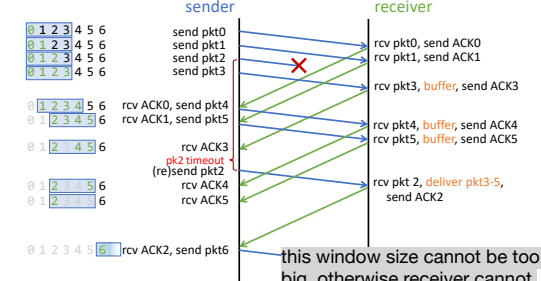 sender receiver
0 1 2 3 4 5 6 send pkt0
0 1 2 3 4 5 6 send pkt1
0 1 2 3 4 5 6 send pkt2
0 1 2 3 4 5 6 send pkt3
rcv pkt0, send ACK0
rcv pkt1, send ACK1
rcv pkt3, buffer, send ACK3
0 1 2 3 4 5 6 rcv ACK0, send pkt4
0 1 2 3 4 5 6 rcv ACK1, send pkt5
rcv pkt4, buffer, send ACK4
rcv pkt5, buffer, send ACK5
0 1 2 3 4 5 6 rcv ACK3
pk2 timeout
(re)send pkt2
0 1 2 3 4 5 6 rcv ACK4
0 1 2 3 4 5 6 rcv ACK5
rcv pkt 2, deliver pkt3-5,
send ACK2
0 1 2 3 4 5 6 rcv ACK2, send pkt6
this window size cannot be too
big, otherwise receiver cannot